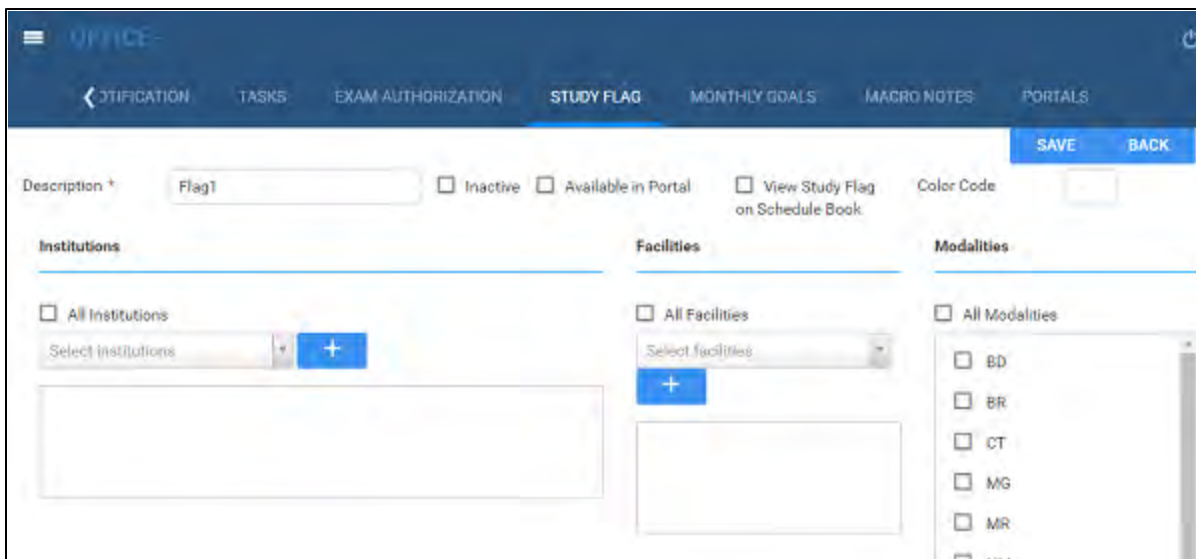 OFFICE
OTIFICATION TASKS EXAM AUTHORIZATION STUDY FLAG MONTHLY GOALS MACRO NOTES PORTALS
SAVE BACK
Description * Flag1 Inactive Available in Portal View Study Flag Color Code
on Schedule Book
Institutions Facilities Modalities
All Institutions All Facilities All Modalities
Select institutions + Select facilities
BD
+
BR
CT
MG
MR